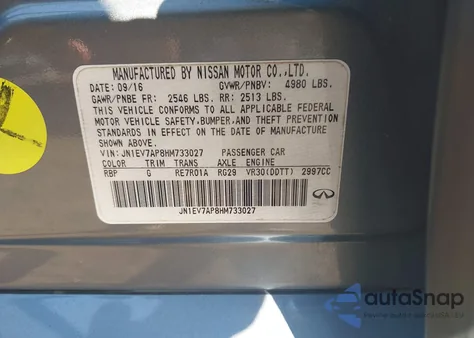 MANUFACTURED BY NISSAN MOTOR CO.,LTD.
DATE 09/16 GVWR/PNBV: 4980 LBS.
GAWR/PNBE FR: 2546 LBS. RR: 2513 LBS.
THIS VEHICLE CONFORMS TO ALL APPLICABLE FEDERAL
MOTOR VEHICLE SAFETY,BUMPER,AND THEFT PREVENTION
STANDARDS IN EFFECT ON THE DATE OF MANUFACTURE
SHOWN ABOVE.
VIN: JN1EV7AP8HM733027 PASSENGER CAR
COLOR TRIM TRANS AXLE ENGINE
RBP G RE7R01A RG29 VR30(DDTT) 2997CC
JN1EV7AP8HM733027
INFINITI
autoSnap